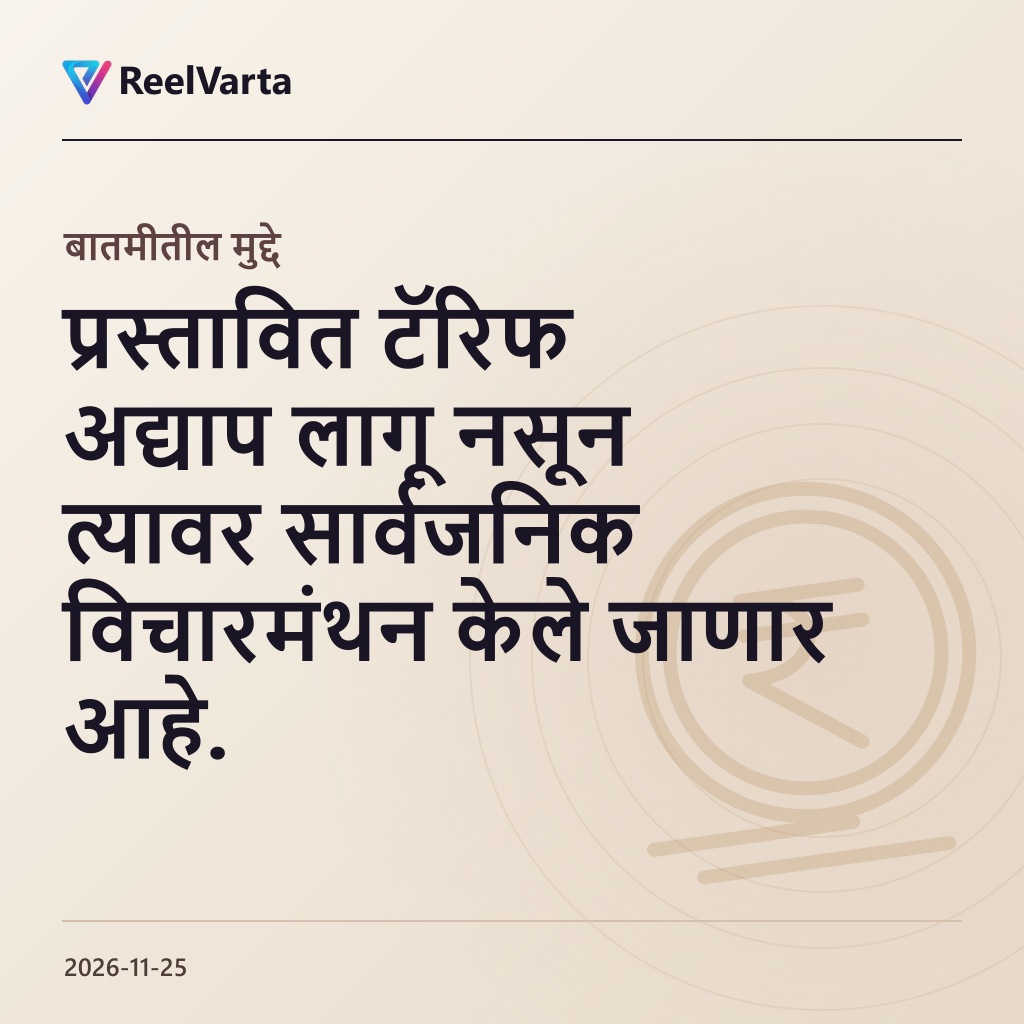 ReelVarta
बातमीतील मुद्दे
प्रस्तावित टॅरिफ
अद्याप लागू नसून
त्यावर सार्वजनिक
विचारमंथन केले जाणार
आहे.
₹
2026-11-25